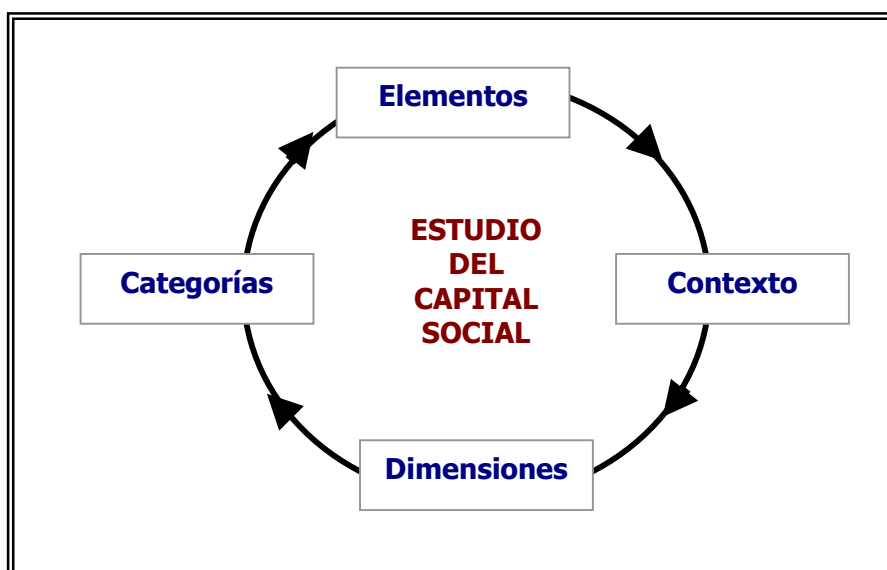 Elementos
ESTUDIO
DEL
CAPITAL
SOCIAL
Categorías
Contexto
Dimensiones